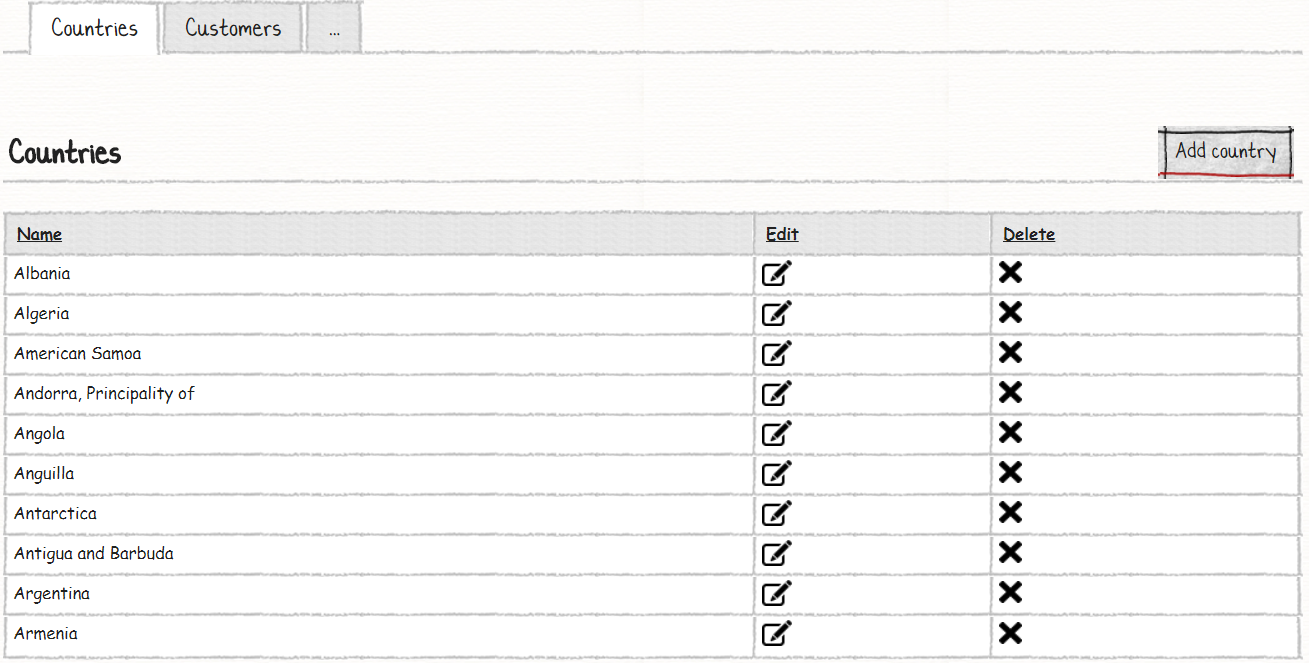 Countries Customers ...
Countries Add country
Name Edit Delete
Albania
Algeria
American Samoa
Andorra, Principality of
Angola
Anguilla
Antarctica
Antigua and Barbuda
Argentina
Armenia